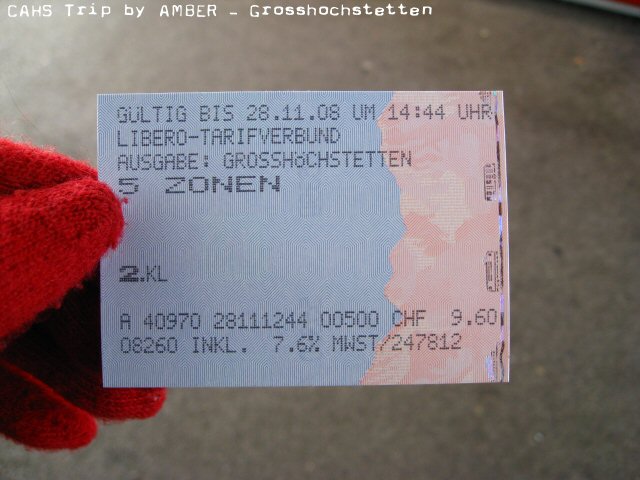 CAHS Trip by AMBER - Grosshochstetten
GÜLTIG BIS 28.11.08 UM 14:44 UHR
LIBERO-TARIFVERBUND
AUSGABE: GROSSHöCHSTETTEN
5 ZONEN
2.KL
A 40970 28111244 00500 CHF 9.60
08260 INKL. 7.6% MWST/247812